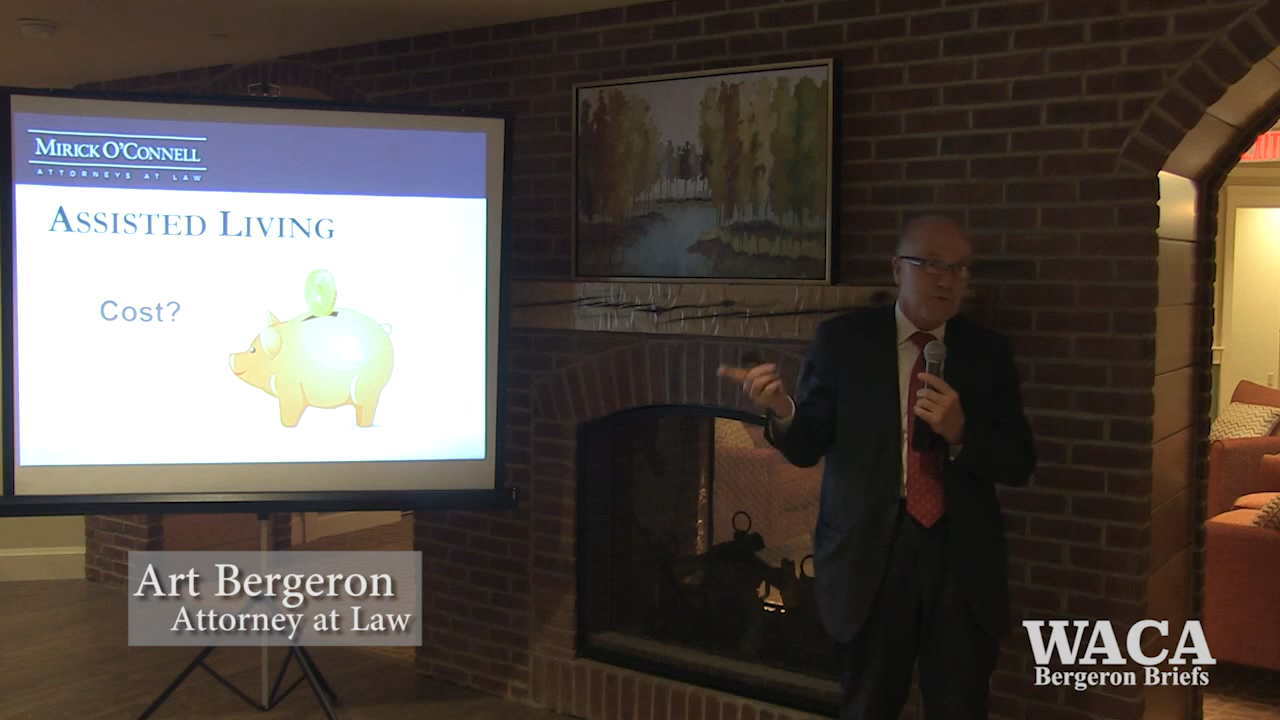 MIRICK O'CONNELL
ATTORNEYS AT LAW
ASSISTED LIVING
Cost?
Art Bergeron
Attorney at Law
WACA
Bergeron Briefs